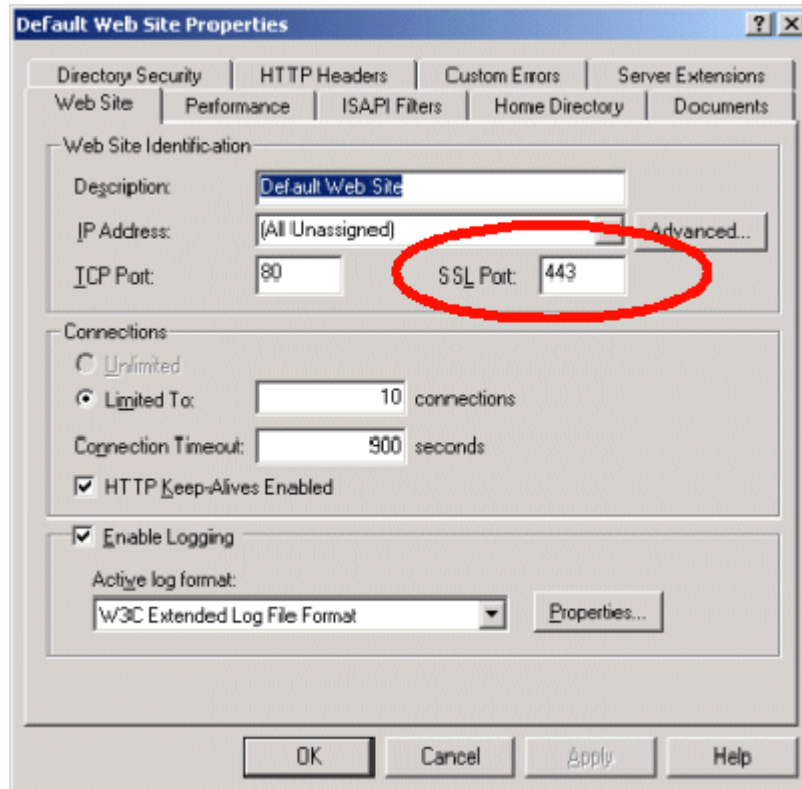 Default Web Site Properties
? X
Directory Security HTTP Headers Custom Errors Server Extensions
Web Site Performance ISAPI Filters Home Directory Documents
Web Site Identification
Description: Default Web Site
IP Address: (All Unassigned) Advanced...
TCP Port: 80 SSL Port: 443
Connections
Unlimited
Limited To: 10 connections
Connection Timeout: 900 seconds
HTTP Keep-Alives Enabled
Enable Logging
Active log format:
W3C Extended Log File Format Properties...
OK Cancel Apply Help